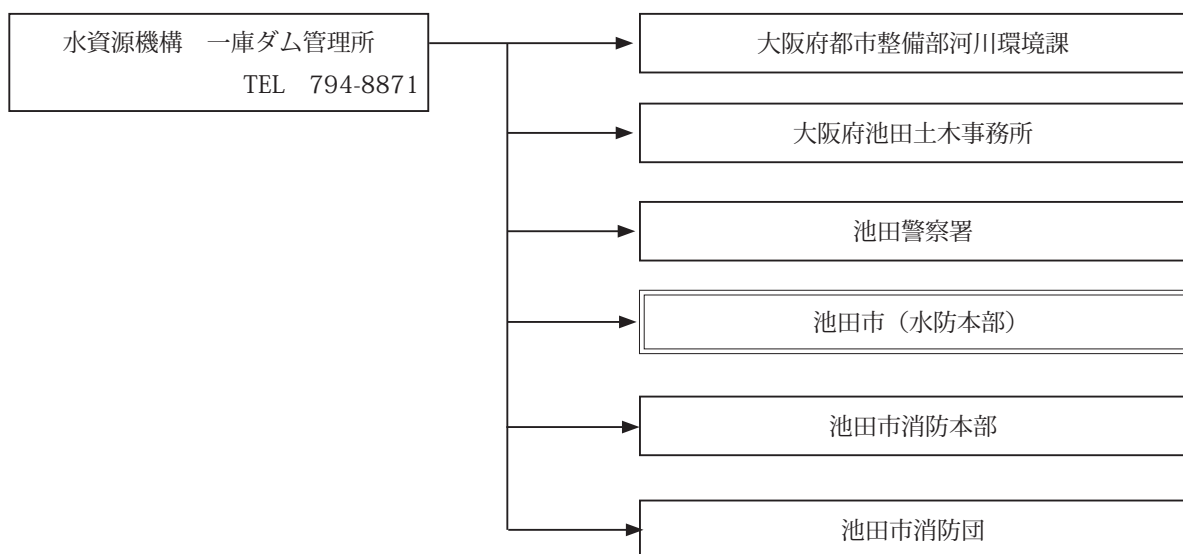 水資源機構　一庫ダム管理所
TEL　794-8871
大阪府都市整備部河川環境課
大阪府池田土木事務所
池田警察署
池田市（水防本部）
池田市消防本部
池田市消防団